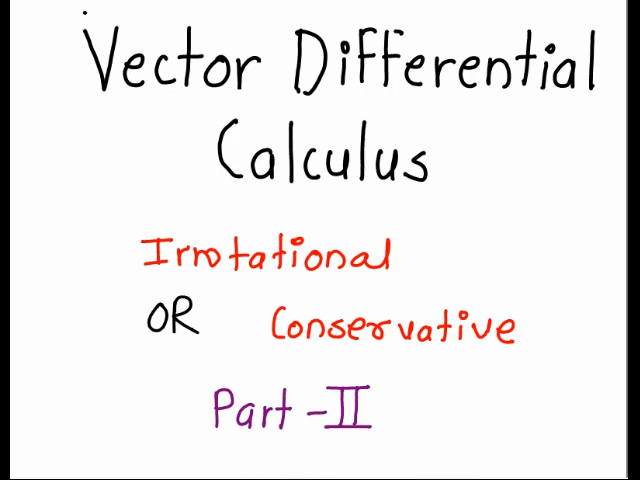 Vector Differential
Calculus
Irrotational
OR Conservative
Part-II